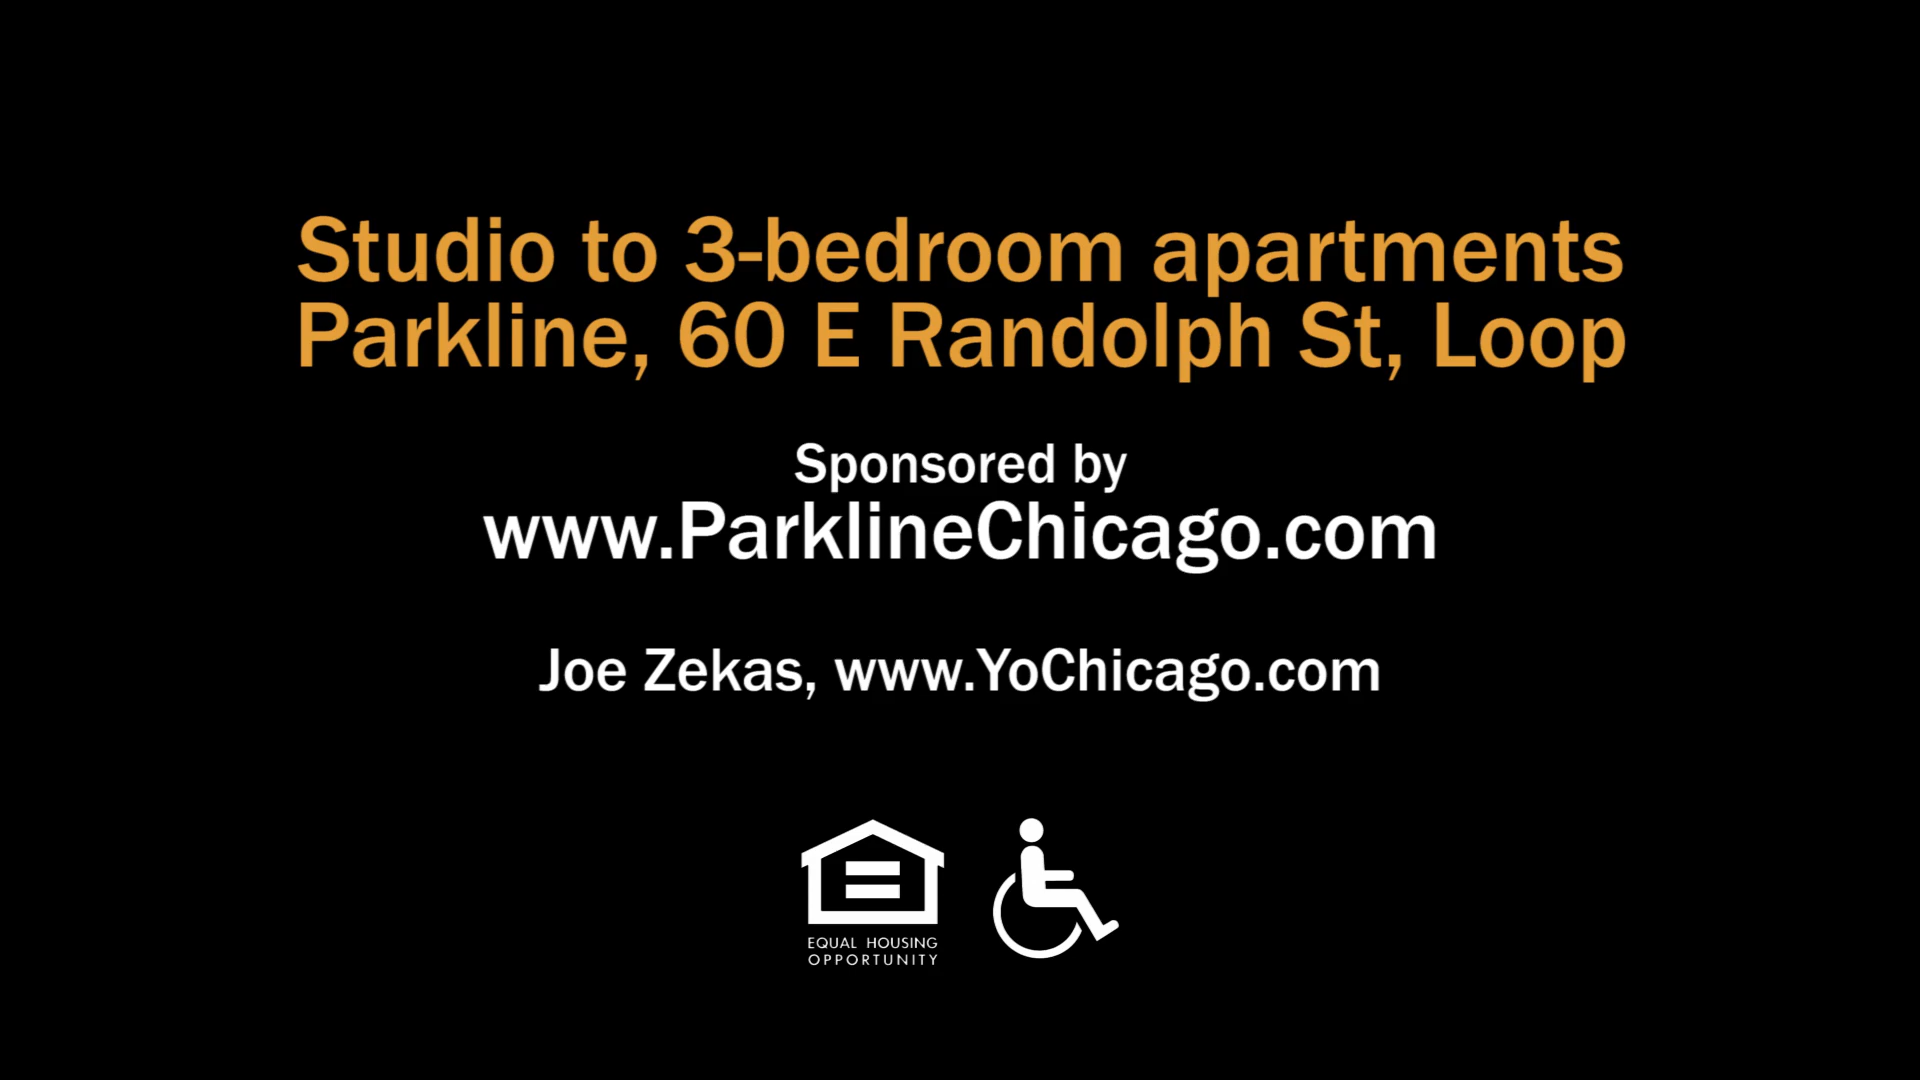 Studio to 3-bedroom apartments
Parkline, 60 E Randolph St, Loop
Sponsored by
www.ParklineChicago.com
Joe Zekas, www.YoChicago.com
EQUAL HOUSING
OPPORTUNITY